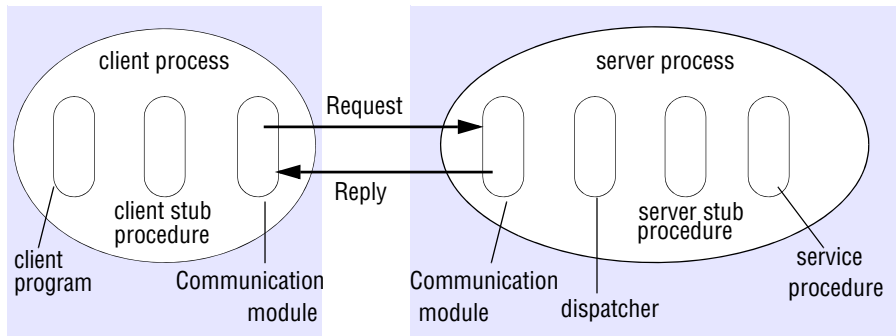 client process
server process
Request
Reply
client stub
procedure
server stub
procedure
client
program
Communication
module
Communication
module
dispatcher
service
procedure